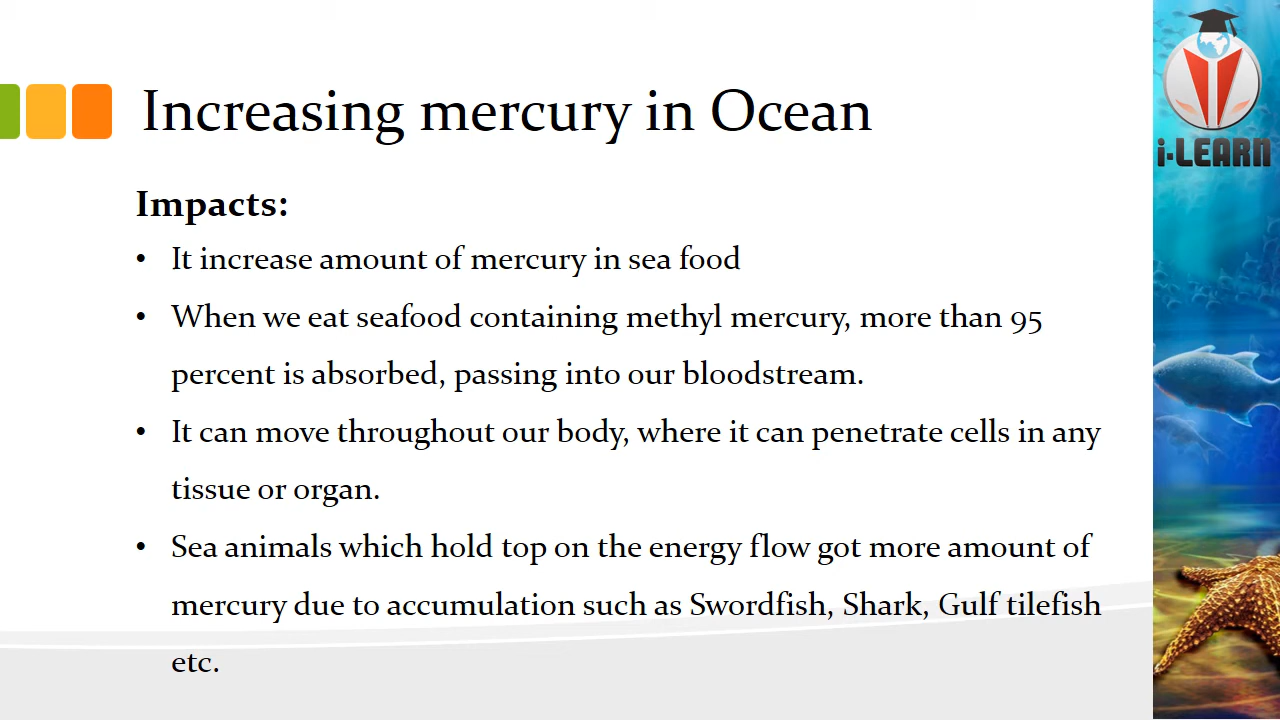 Increasing mercury in Ocean
i-LEARN
Impacts:
• It increase amount of mercury in sea food
• When we eat seafood containing methyl mercury, more than 95
percent is absorbed, passing into our bloodstream.
• It can move throughout our body, where it can penetrate cells in any
tissue or organ.
• Sea animals which hold top on the energy flow got more amount of
mercury due to accumulation such as Swordfish, Shark, Gulf tilefish
etc.